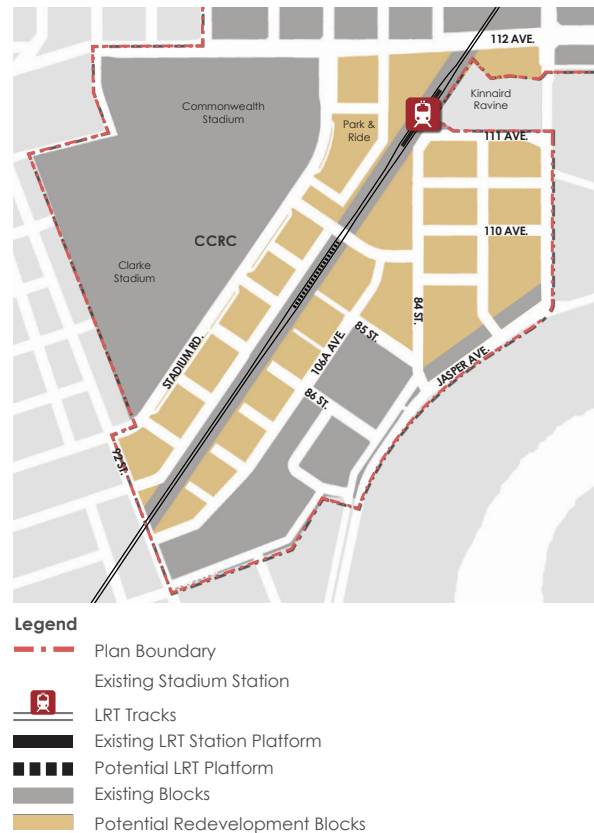 112 AVE.
Kinnaird
Ravine
Commonwealth
Stadium
Park &
Ride
111 AVE.
110 AVE.
CCRC
Clarke
Stadium
84 ST.
85 ST.
STADIUM RD.
106A AVE.
JASPER AVE.
86 ST.
92 ST.
Legend
Plan Boundary
Existing Stadium Station
LRT Tracks
Existing LRT Station Platform
Potential LRT Platform
Existing Blocks
Potential Redevelopment Blocks